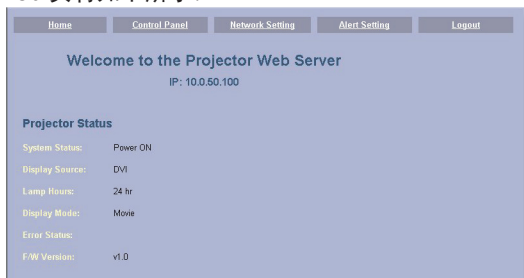 Home Control Panel Network Setting Alert Setting Logout
Welcome to the Projector Web Server
IP: 10.0.50.100
Projector Status
System Status: Power ON
Display Source: DVI
Lamp Hours: 24 hr
Display Mode: Movie
Error Status:
F/W Version: v1.0